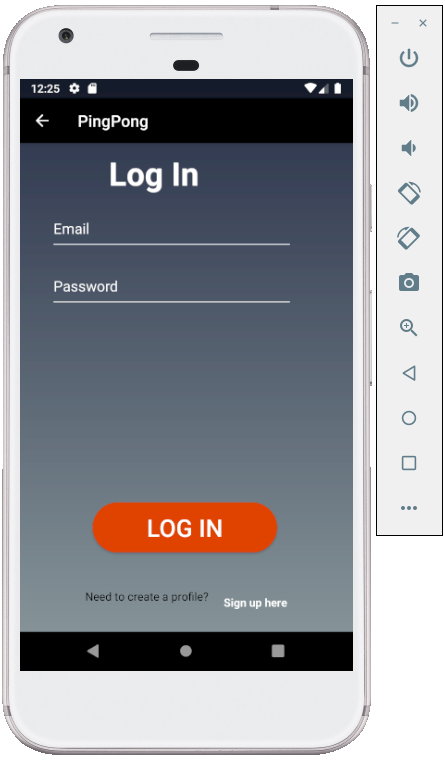 12:25
PingPong
Log In
Email
Password
LOG IN
Need to create a profile? Sign up here